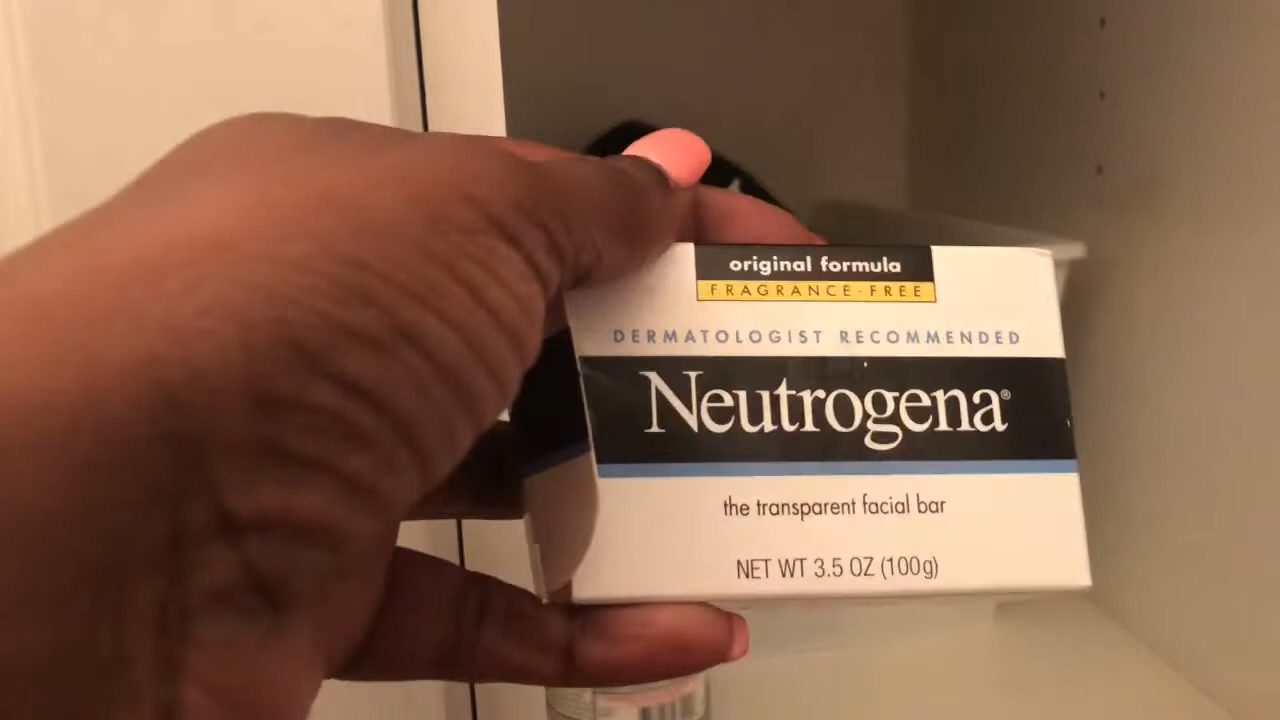 original formula
FRAGRANCE-FREE
DERMATOLOGIST RECOMMENDED
Neutrogena®
the transparent facial bar
NET WT 3.5 OZ (100g)